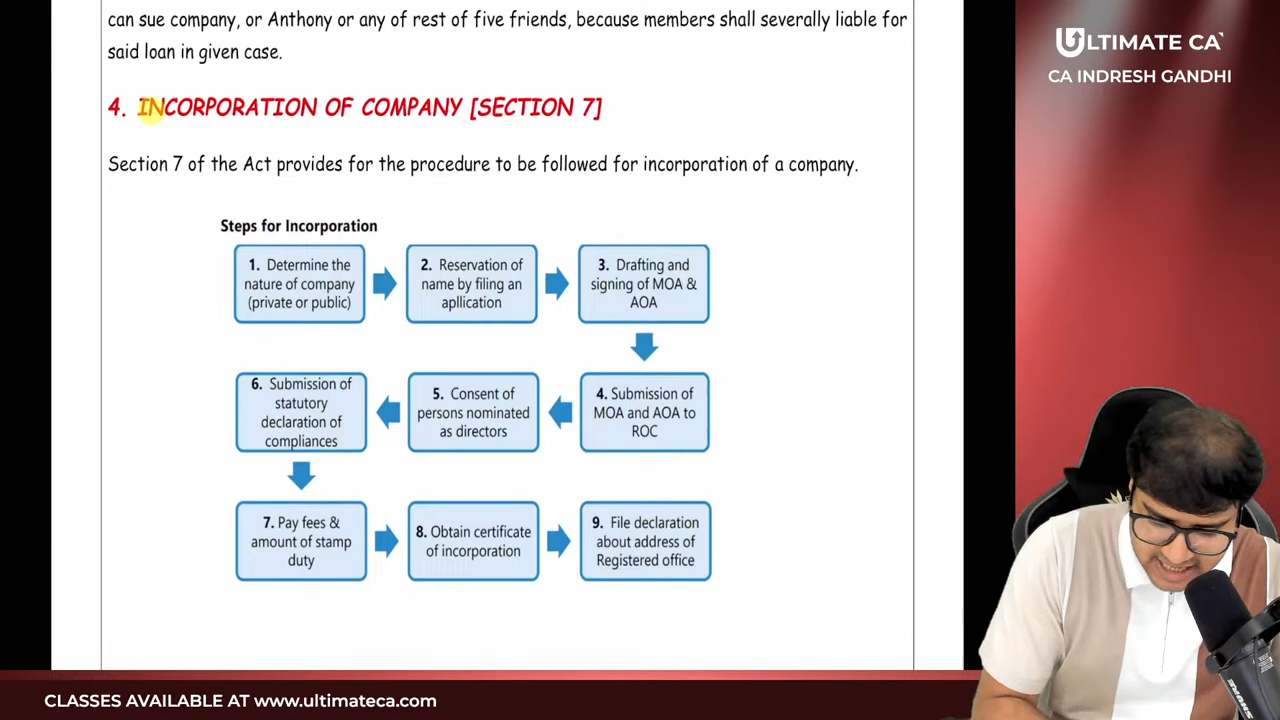 can sue company, or Anthony or any of rest of five friends, because members shall severally liable for
said loan in given case.
ULTIMATE CA
CA INDRESH GANDHI
4. INCORPORATION OF COMPANY [SECTION 7]
Section 7 of the Act provides for the procedure to be followed for incorporation of a company.
Steps for Incorporation
1. Determine the
nature of company
(private or public)
2. Reservation of
name by filing an
apllication
3. Drafting and
signing of MOA &
AOA
4. Submission of
MOA and AOA to
ROC
5. Consent of
persons nominated
as directors
6. Submission of
statutory
declaration of
compliances
7. Pay fees &
amount of stamp
duty
8. Obtain certificate
of incorporation
9. File declaration
about address of
Registered office
SHURE
CLASSES AVAILABLE AT www.ultimateca.com